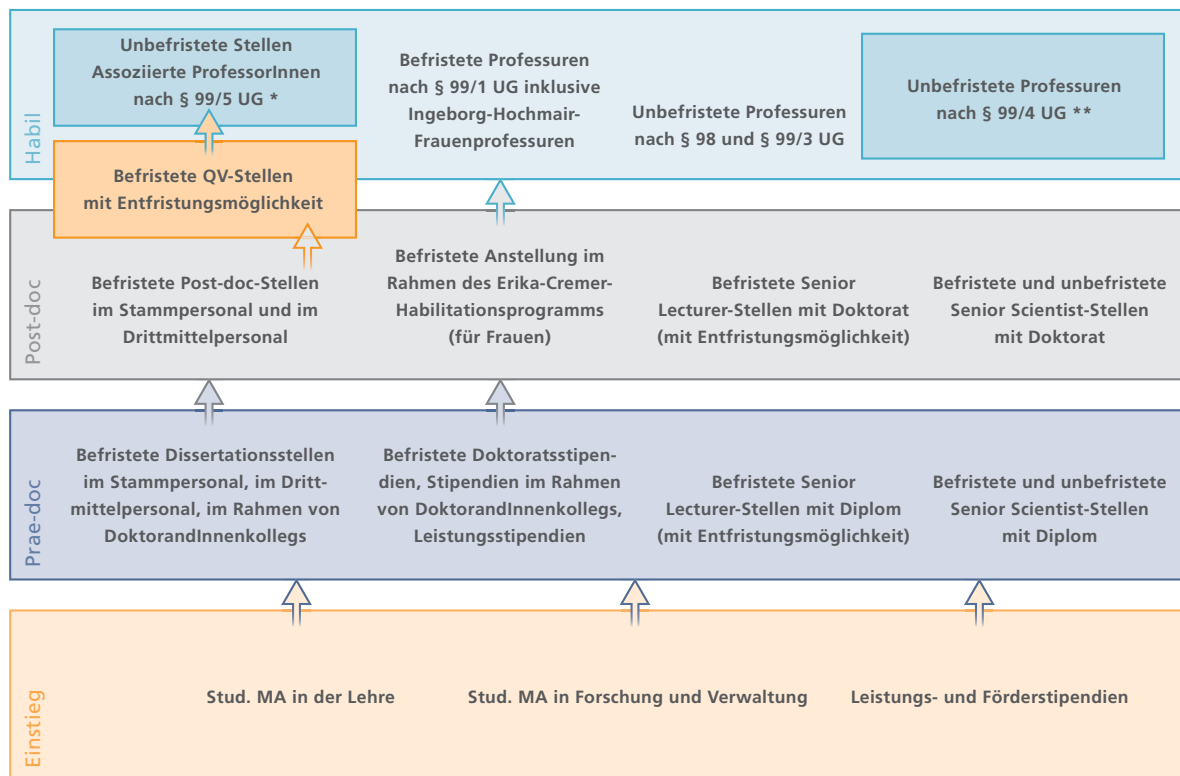 Habil
Unbefristete Stellen
Assoziierte ProfessorInnen
nach § 99/5 UG *
Befristete QV-Stellen
mit Entfristungsmöglichkeit
Befristete Professuren
nach § 99/1 UG inklusive
Ingeborg-Hochmair-
Frauenprofessuren
Unbefristete Professuren
nach § 98 und § 99/3 UG
Unbefristete Professuren
nach § 99/4 UG **
Post-doc
Befristete Post-doc-Stellen
im Stammpersonal und im
Drittmittelpersonal
Befristete Anstellung im
Rahmen des Erika-Cremer-
Habilitationsprogramms
(für Frauen)
Befristete Senior
Lecturer-Stellen mit Doktorat
(mit Entfristungsmöglichkeit)
Befristete und unbefristete
Senior Scientist-Stellen
mit Doktorat
Prae-doc
Befristete Dissertationsstellen
im Stammpersonal, im Dritt-
mittelpersonal, im Rahmen von
DoktorandInnenkollegs
Befristete Doktoratsstipen-
dien, Stipendien im Rahmen
von DoktorandInnenkollegs,
Leistungsstipendien
Befristete Senior
Lecturer-Stellen mit Diplom
(mit Entfristungsmöglichkeit)
Befristete und unbefristete
Senior Scientist-Stellen
mit Diplom
Einstieg
Stud. MA in der Lehre
Stud. MA in Forschung und Verwaltung
Leistungs- und Förderstipendien